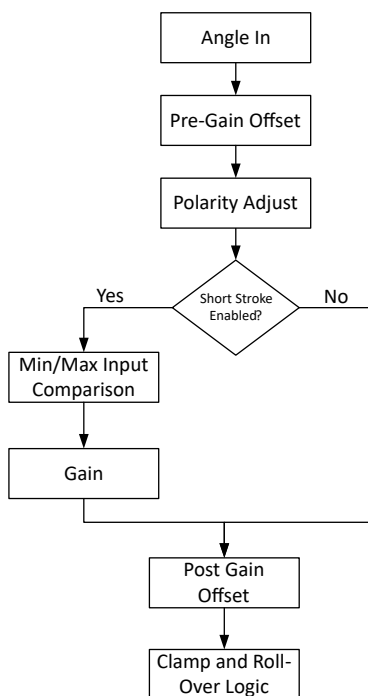 Angle In
Pre-Gain Offset
Polarity Adjust
Short Stroke
Enabled?
Yes
No
Min/Max Input
Comparison
Gain
Post Gain
Offset
Clamp and Roll-
Over Logic